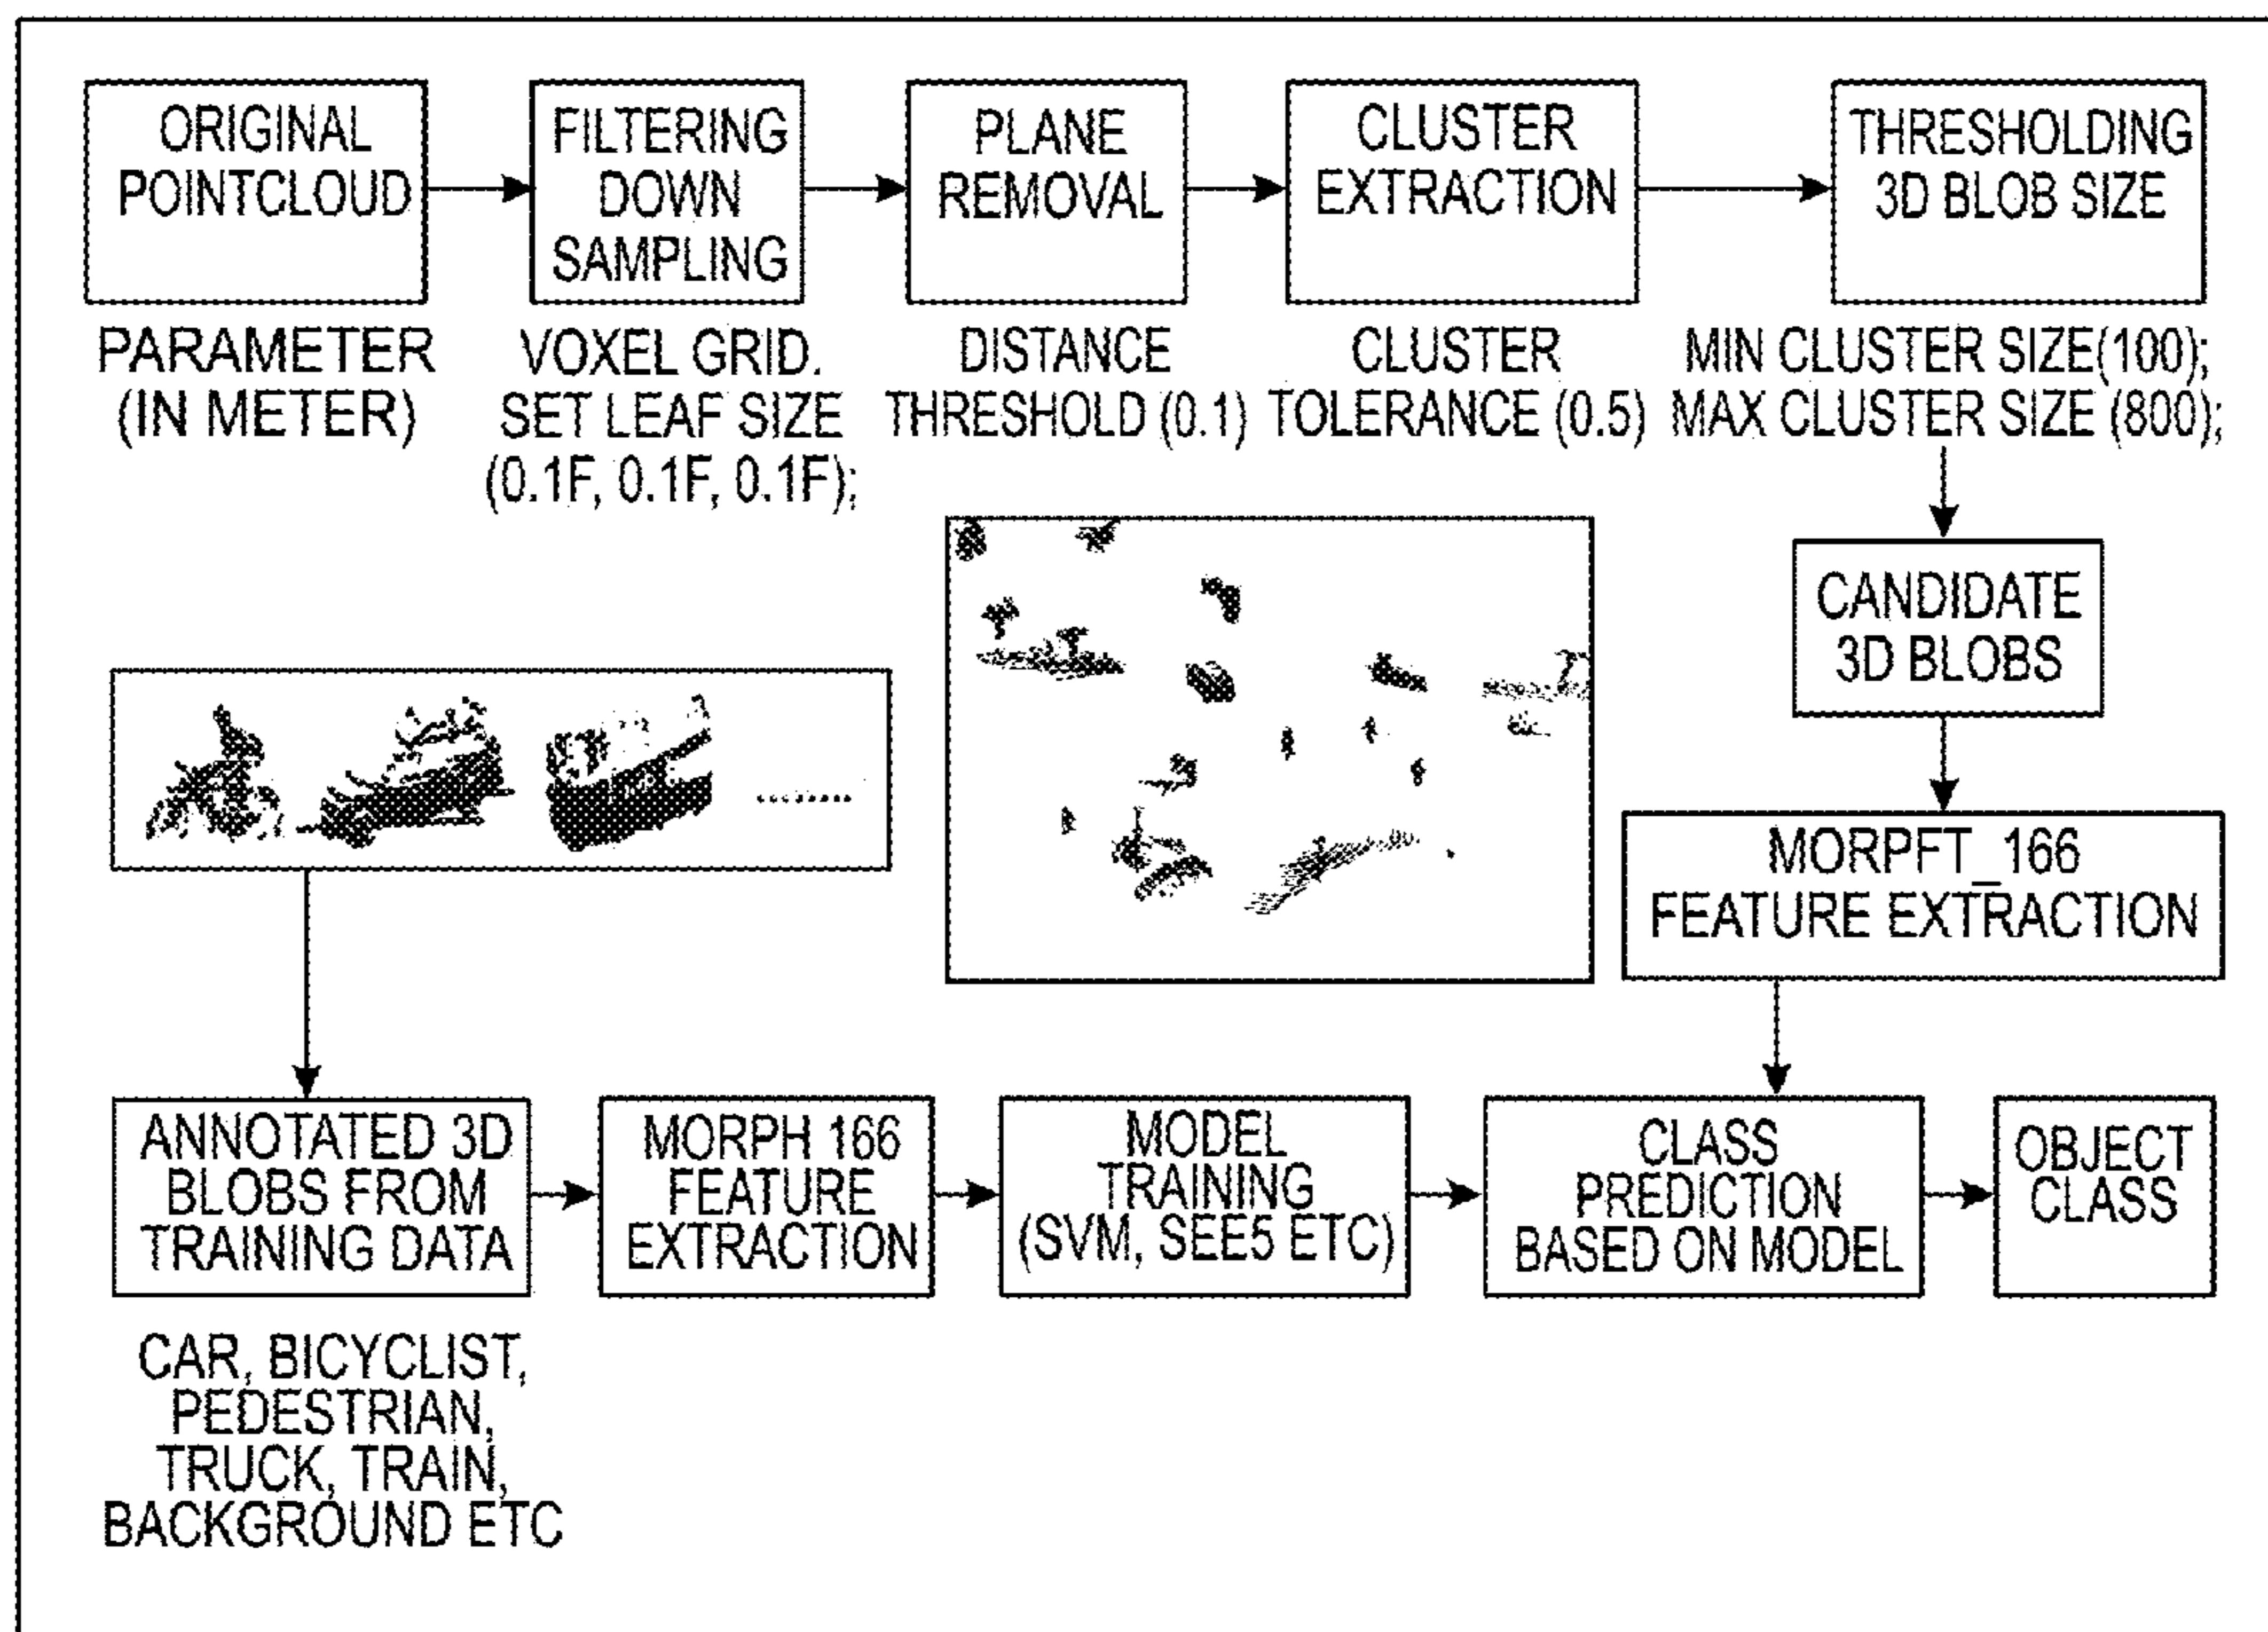 ORIGINAL
POINTCLOUD
FILTERING
DOWN
SAMPLING
PLANE
REMOVAL
CLUSTER
EXTRACTION
THRESHOLDING
3D BLOB SIZE
PARAMETER
(IN METER)
VOXEL GRID.
SET LEAF SIZE
(0.1F, 0.1F, 0.1F);
DISTANCE
THRESHOLD (0.1)
CLUSTER
TOLERANCE (0.5)
MIN CLUSTER SIZE(100);
MAX CLUSTER SIZE (800);
CANDIDATE
3D BLOBS
MORPFT_166
FEATURE EXTRACTION
ANNOTATED 3D
BLOBS FROM
TRAINING DATA
MORPH 166
FEATURE
EXTRACTION
MODEL
TRAINING
(SVM, SEE5 ETC)
CLASS
PREDICTION
BASED ON MODEL
OBJECT
CLASS
CAR, BICYCLIST,
PEDESTRIAN,
TRUCK, TRAIN,
BACKGROUND ETC